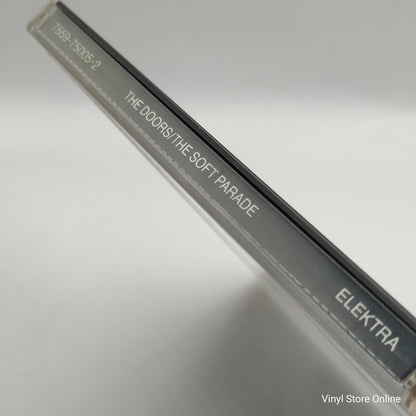 7559-75005-2
THE DOORS/THE SOFT PARADE
ELEKTRA
Vinyl Store Online